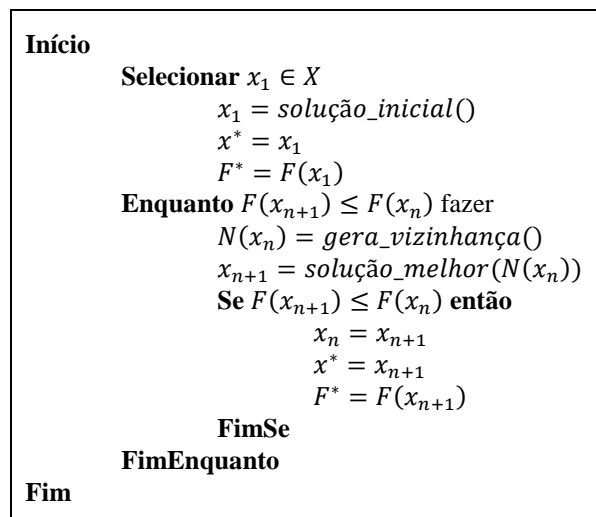 Início
Selecionar x₁ ∈ X
x₁ = solução_inicial()
x* = x₁
F* = F(x₁)
Enquanto F(xₙ₊₁) ≤ F(xₙ) fazer
N(xₙ) = gera_vizinhança()
xₙ₊₁ = solução_melhor(N(xₙ))
Se F(xₙ₊₁) ≤ F(xₙ) então
xₙ = xₙ₊₁
x* = xₙ₊₁
F* = F(xₙ₊₁)
FimSe
FimEnquanto
Fim